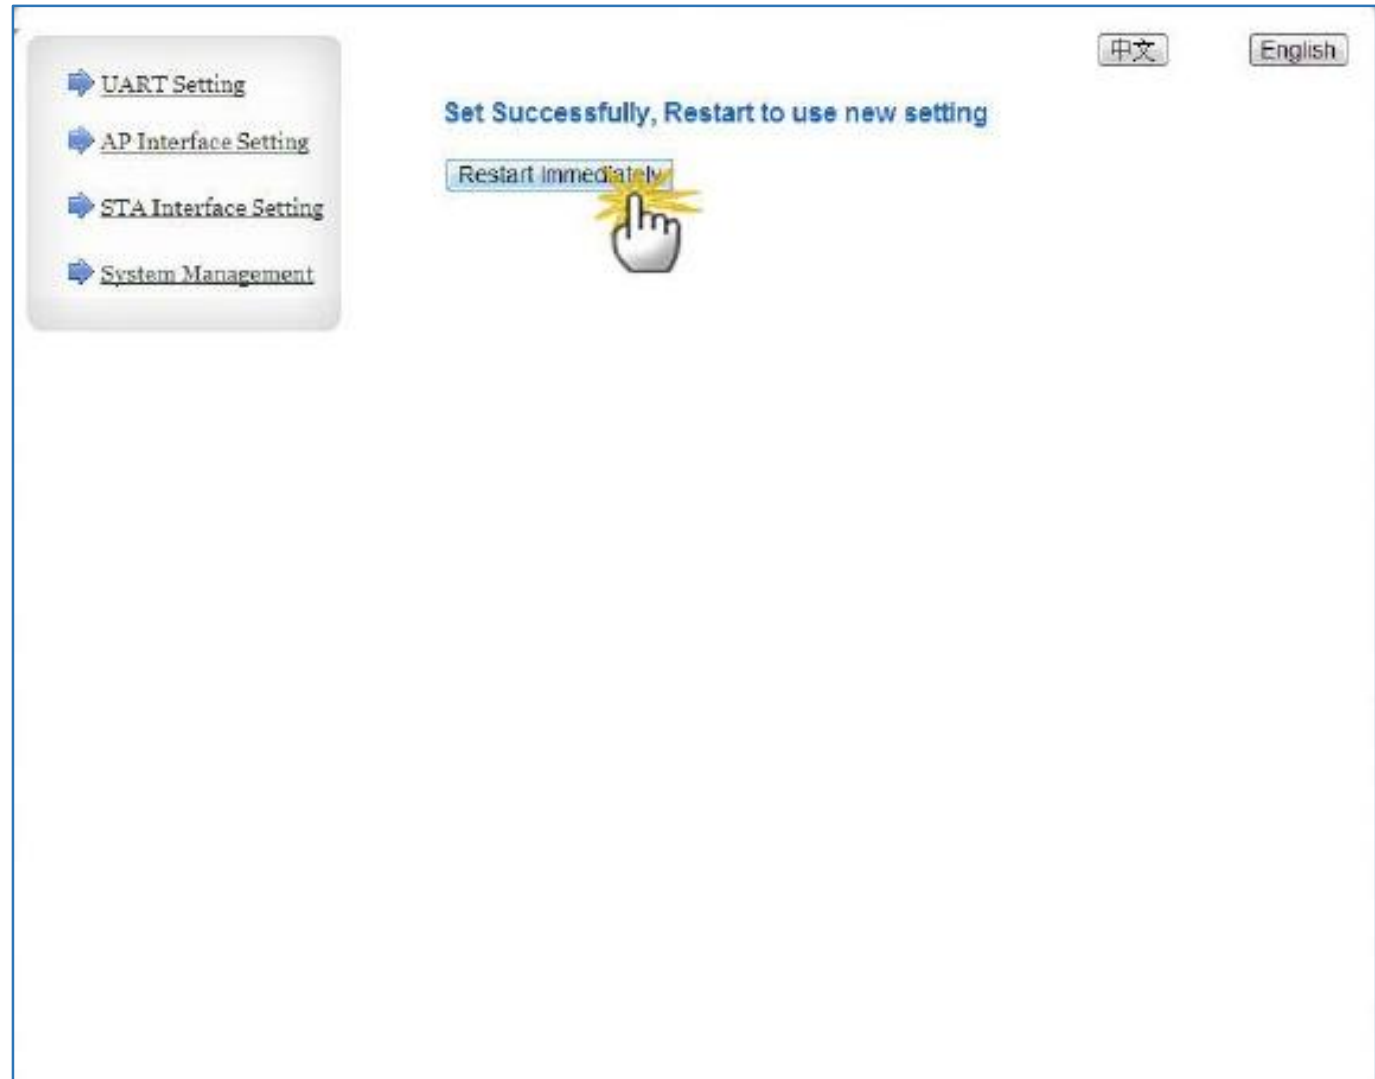 中文
English
UART Setting
AP Interface Setting
STA Interface Setting
System Management
Set Successfully, Restart to use new setting
Restart Immediately